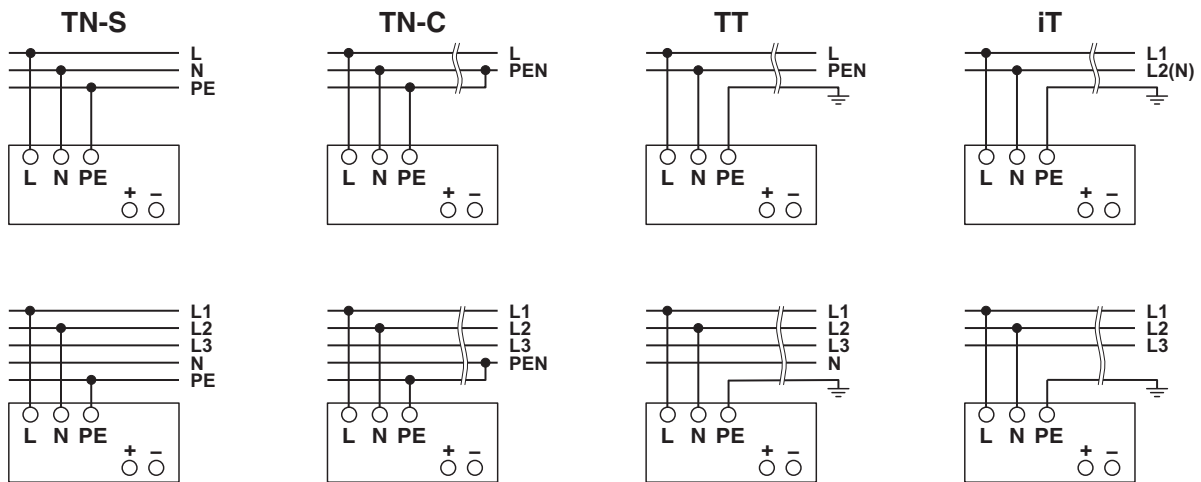 TN-S
L
N
PE
L N PE
+ –
TN-C
L
PEN
L N PE
+ –
TT
L
PEN
L N PE
+ –
iT
L1
L2(N)
L N PE
+ –
L1
L2
L3
N
PE
L N PE
+ –
L1
L2
L3
PEN
L N PE
+ –
L1
L2
L3
N
L N PE
+ –
L1
L2
L3
L N PE
+ –